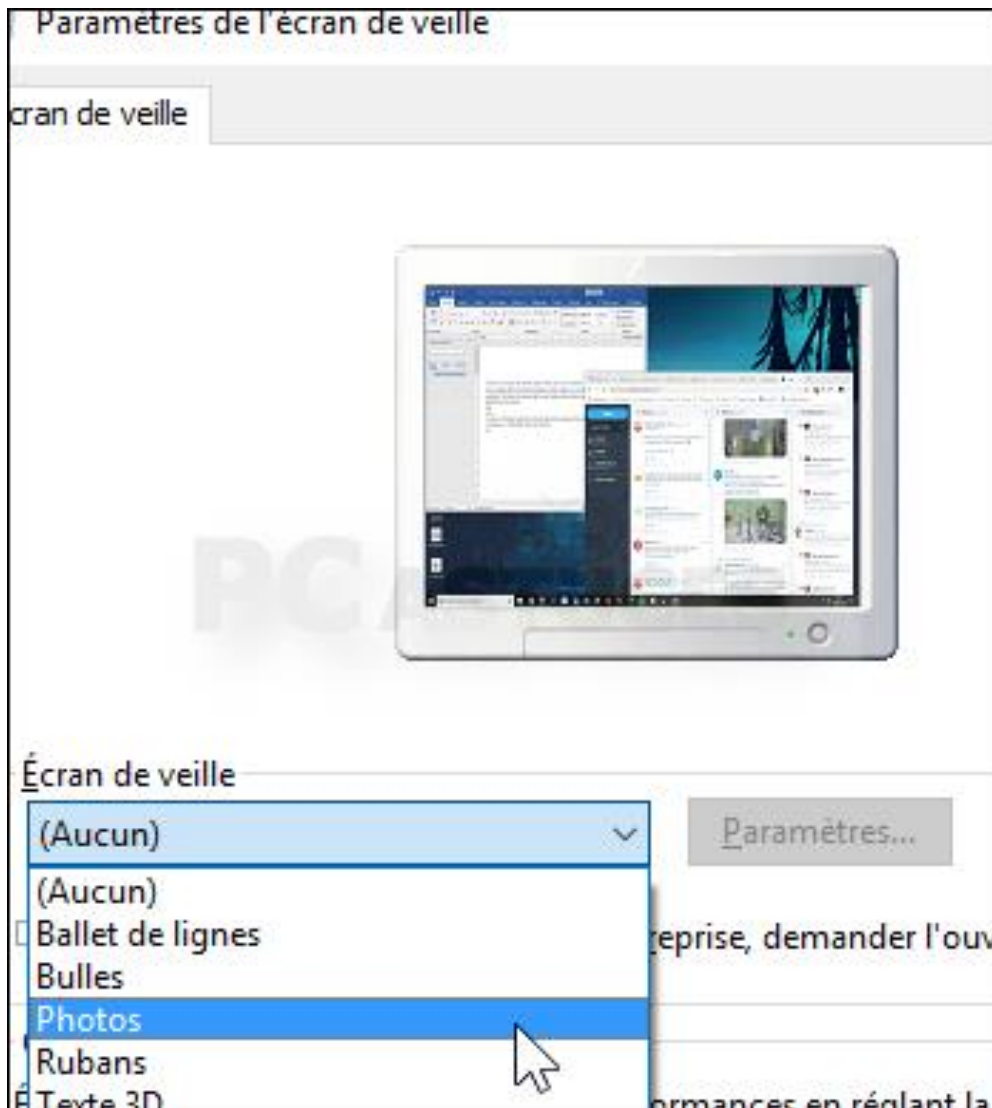 Paramètres de l'écran de veille
cran de veille
PC
Écran de veille
(Aucun)
Paramètres...
(Aucun)
Ballet de lignes
reprise, demander l'ouv
Bulles
Photos
Rubans
Texte 3D
ormances en réglant la